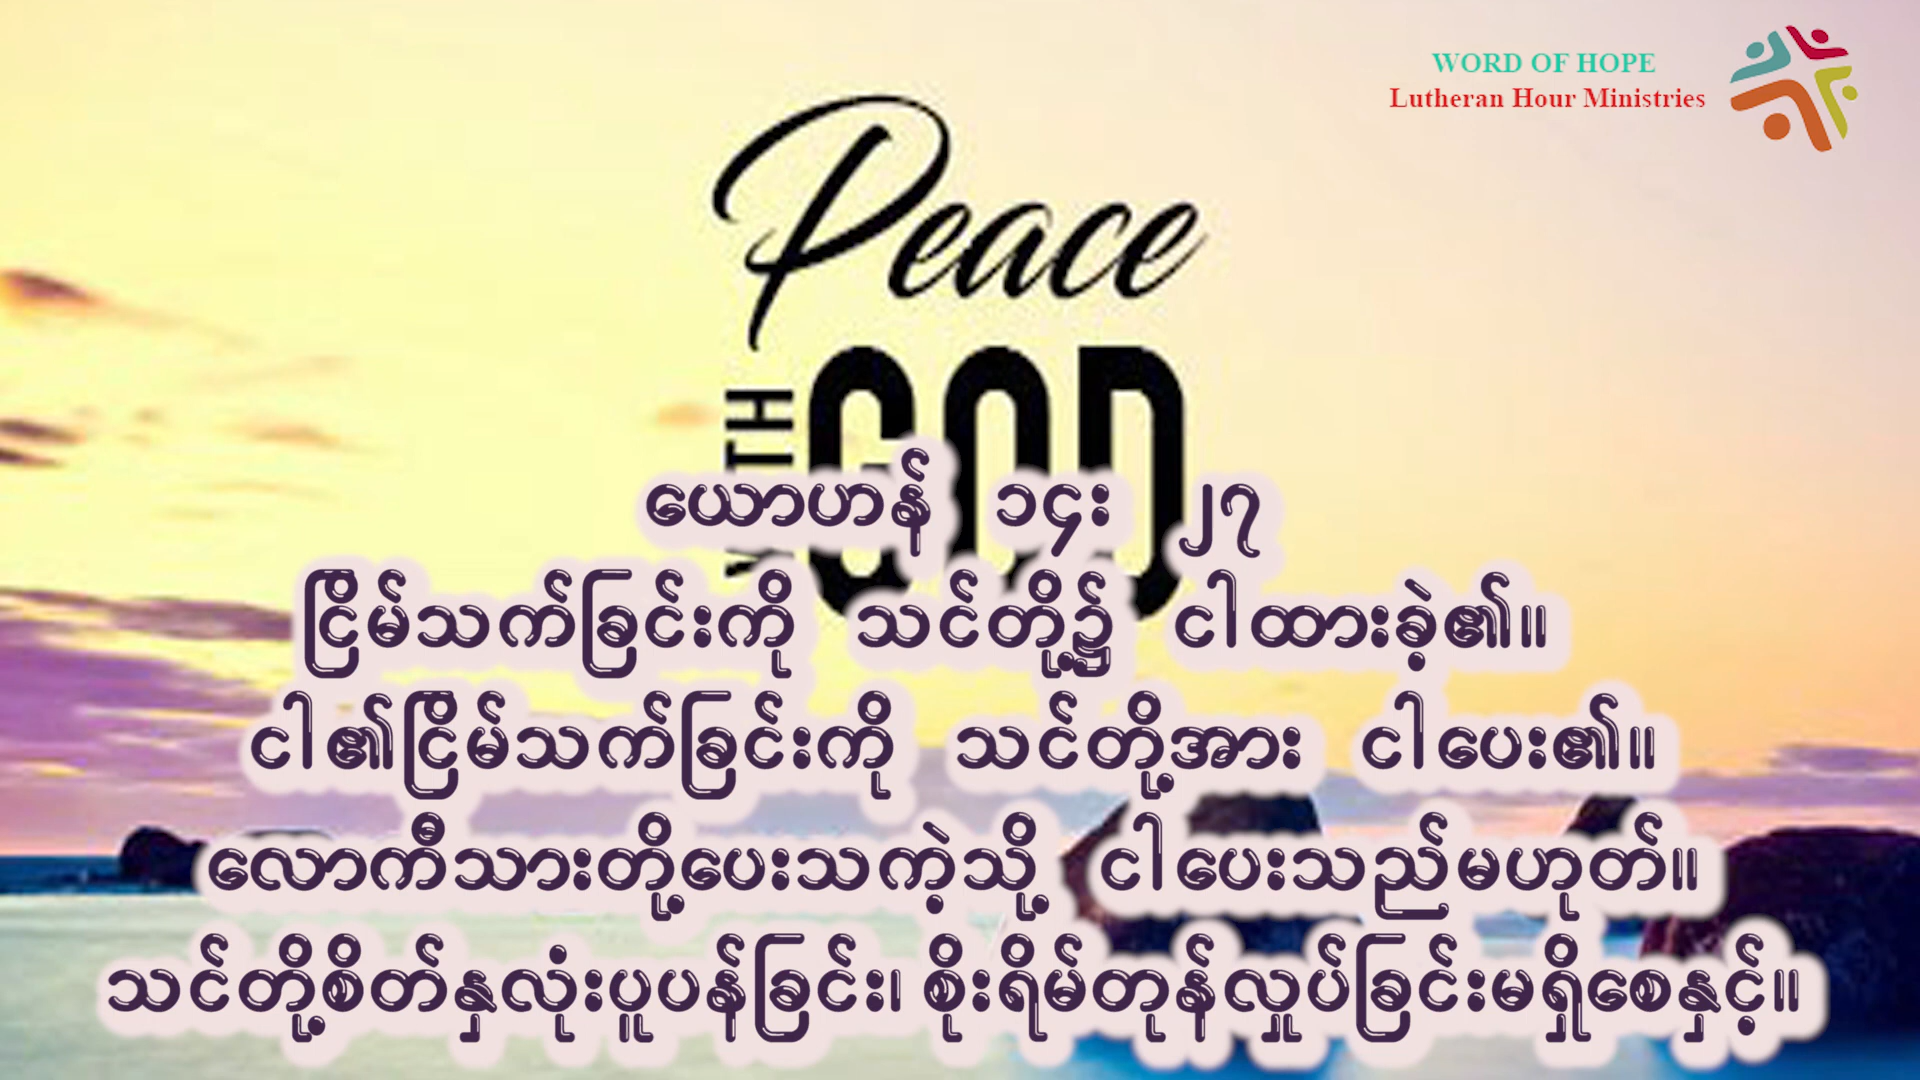 WORD OF HOPE
Lutheran Hour Ministries
Peace
WITH GOD
ယောဟန် ၁၄း ၂၇
ငြိမ်သက်ခြင်းကို သင်တို့၌ ငါထားခဲ့၏။
ငါ၏ငြိမ်သက်ခြင်းကို သင်တို့အား ငါပေး၏။
လောကီသားတို့ပေးသကဲ့သို့ ငါပေးသည်မဟုတ်။
သင်တို့စိတ်နှလုံးပူပန်ခြင်း၊ စိုးရိမ်တုန်လှုပ်ခြင်းမရှိစေနှင့်။